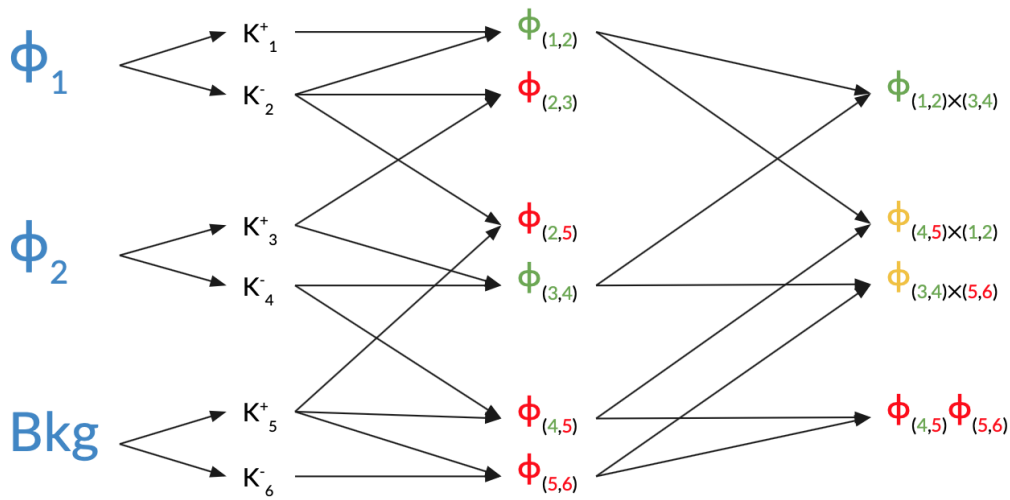 ϕ1
ϕ2
Bkg
K+1
K-2
K+3
K-4
K+5
K-6
ϕ(1,2)
ϕ(2,3)
ϕ(2,5)
ϕ(3,4)
ϕ(4,5)
ϕ(5,6)
ϕ(1,2)×(3,4)
ϕ(4,5)×(1,2)
ϕ(3,4)×(5,6)
ϕ(4,5)ϕ(5,6)